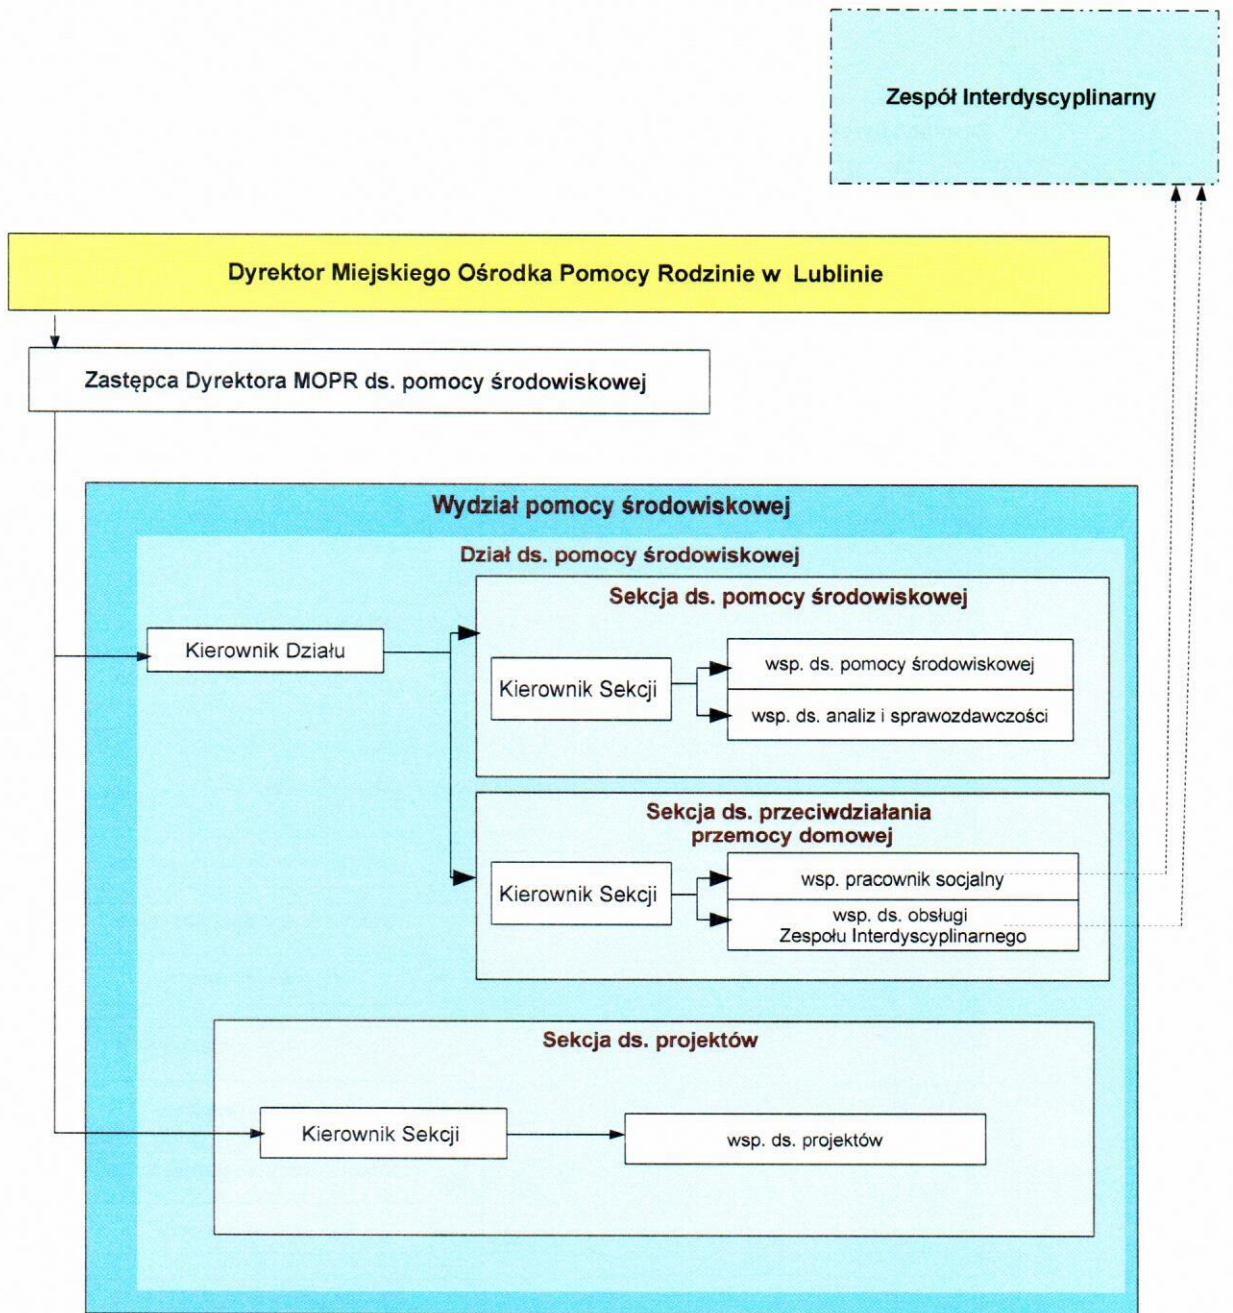 Zespół Interdyscyplinarny
Dyrektor Miejskiego Ośrodka Pomocy Rodzinie w Lublinie
Zastępca Dyrektora MOPR ds. pomocy środowiskowej
Wydział pomocy środowiskowej
Dział ds. pomocy środowiskowej
Sekcja ds. pomocy środowiskowej
Kierownik Działu
Kierownik Sekcji
wsp. ds. pomocy środowiskowej
wsp. ds. analiz i sprawozdawczości
Sekcja ds. przeciwdziałania
przemocy domowej
Kierownik Sekcji
wsp. pracownik socjalny
wsp. ds. obsługi
Zespołu Interdyscyplinarnego
Sekcja ds. projektów
Kierownik Sekcji
wsp. ds. projektów